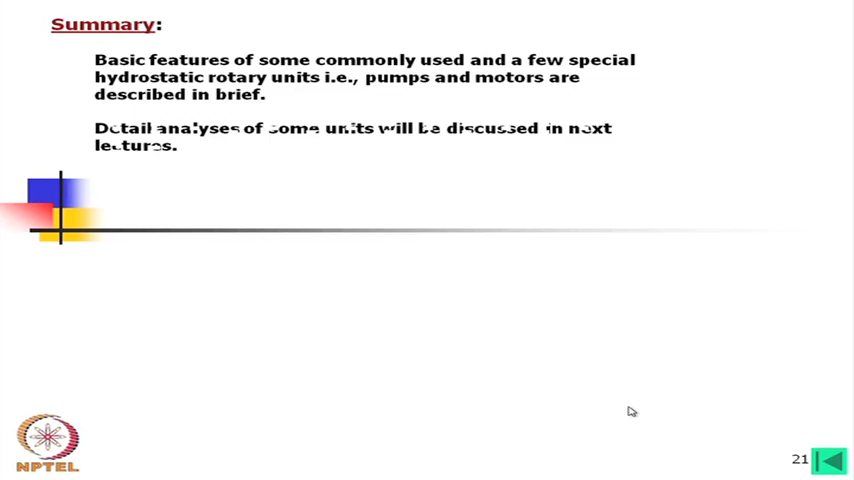 Summary:
Basic features of some commonly used and a few special
hydrostatic rotary units i.e., pumps and motors are
described in brief.
Detail analyses of some units will be discussed in next
lectures.
NPTEL
21